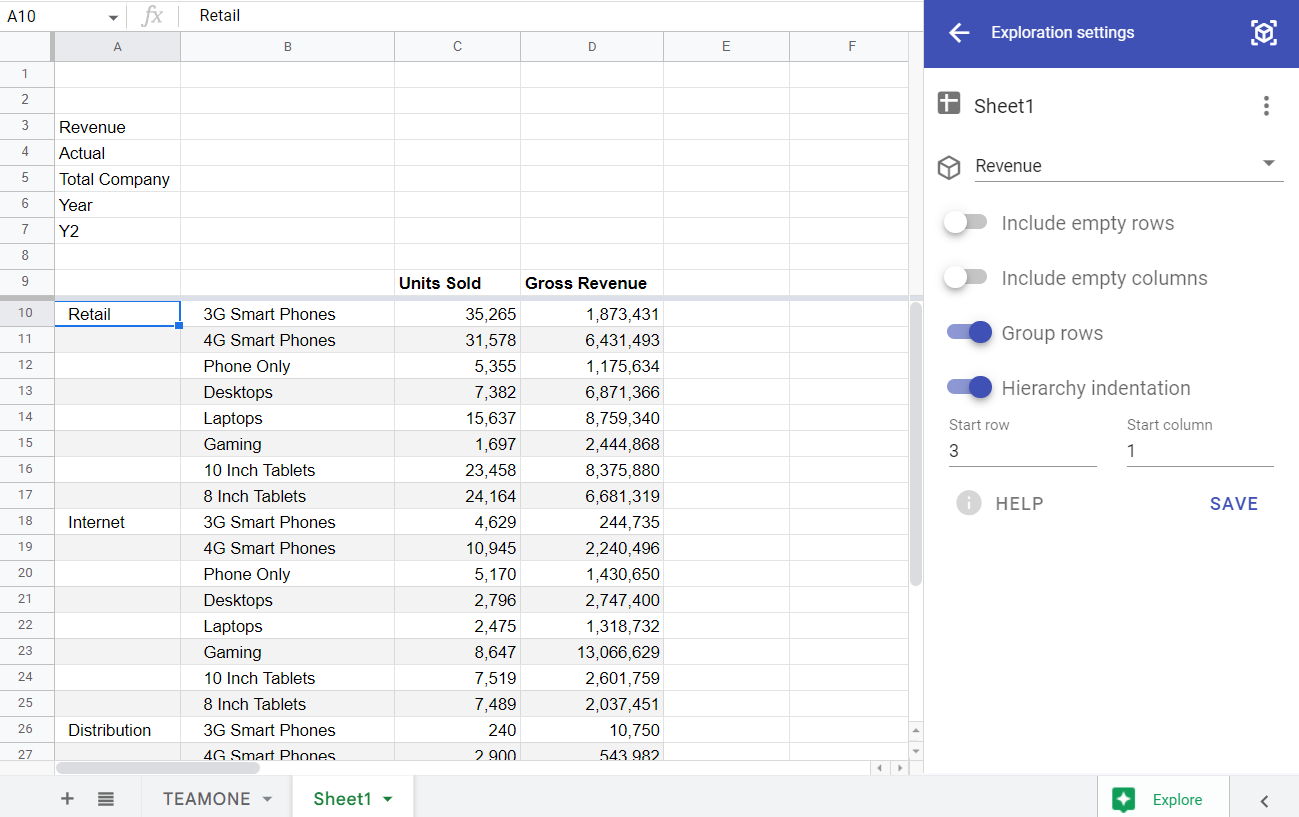 A10 fx Retail
A B C D E F
1
2
3 Revenue
4 Actual
5 Total Company
6 Year
7 Y2
8
9 Units Sold Gross Revenue
10 Retail 3G Smart Phones 35,265 1,873,431
11 4G Smart Phones 31,578 6,431,493
12 Phone Only 5,355 1,175,634
13 Desktops 7,382 6,871,366
14 Laptops 15,637 8,759,340
15 Gaming 1,697 2,444,868
16 10 Inch Tablets 23,458 8,375,880
17 8 Inch Tablets 24,164 6,681,319
18 Internet 3G Smart Phones 4,629 244,735
19 4G Smart Phones 10,945 2,240,496
20 Phone Only 5,170 1,430,650
21 Desktops 2,796 2,747,400
22 Laptops 2,475 1,318,732
23 Gaming 8,647 13,066,629
24 10 Inch Tablets 7,519 2,601,759
25 8 Inch Tablets 7,489 2,037,451
26 Distribution 3G Smart Phones 240 10,750
27 4G Smart Phones 2,900 543,982
TEAMONE Sheet1 Explore
Exploration settings
Sheet1
Revenue
Include empty rows
Include empty columns
Group rows
Hierarchy indentation
Start row Start column
3 1
HELP SAVE